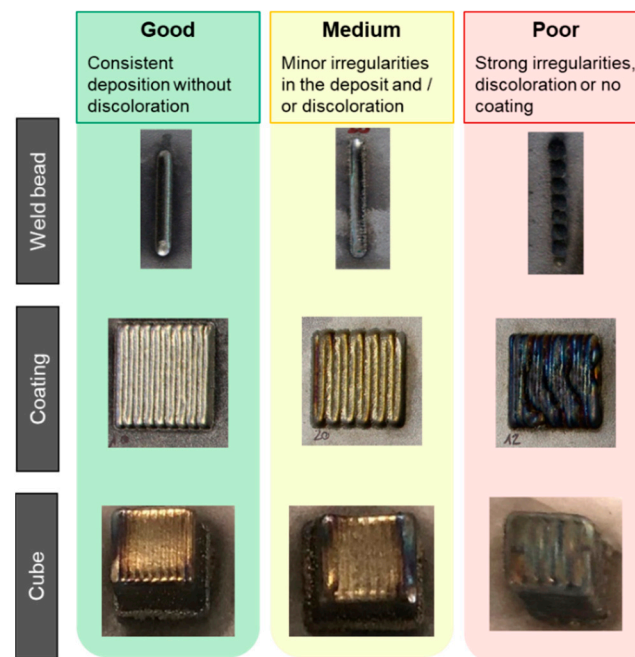 Good
Consistent
deposition without
discoloration
Medium
Minor irregularities
in the deposit and /
or discoloration
Poor
Strong irregularities,
discoloration or no
coating
Weld bead
Coating
20
12
Cube